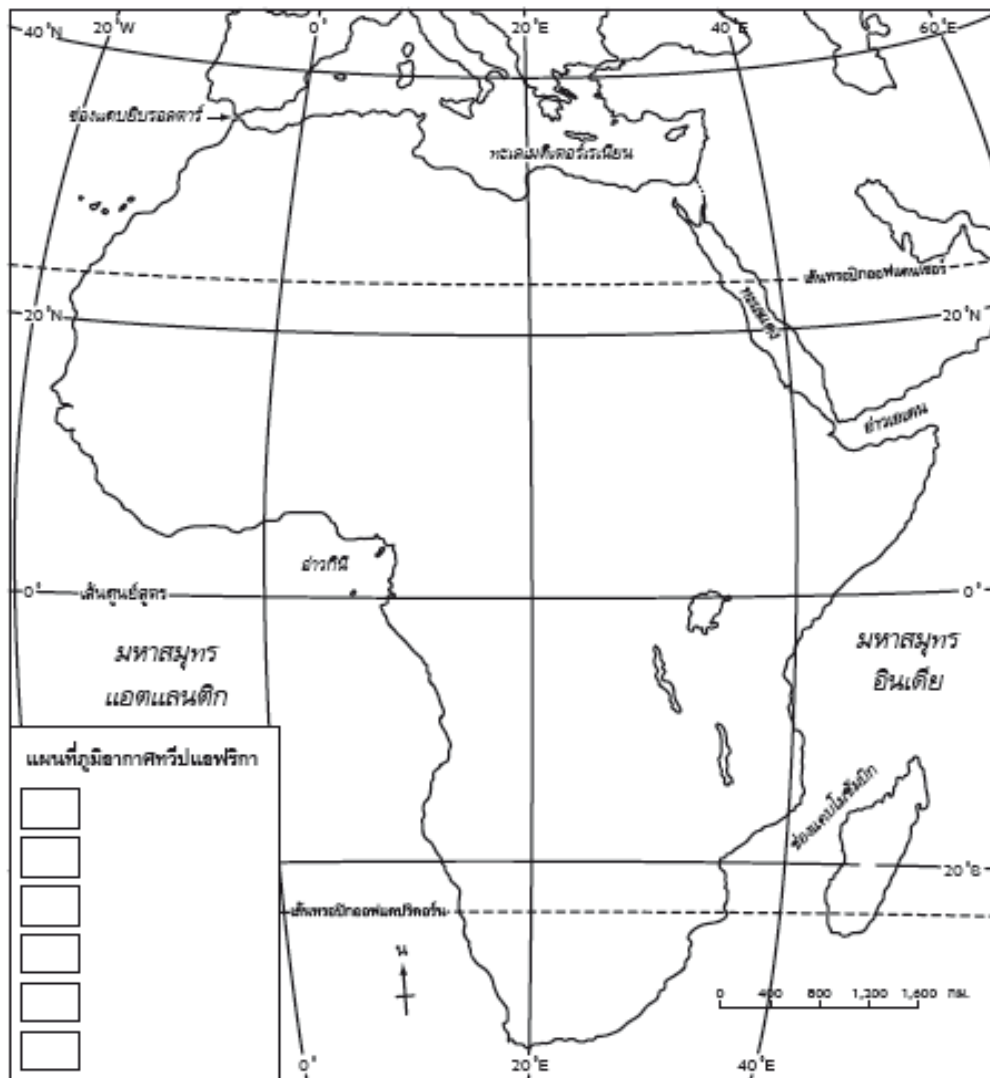 40°N 20°W 0° 20°E 40°E 60°E
ช่องแคบยิบรอลตาร์
ทะเลเมดิเตอร์เรเนียน
เส้นทรอปิกออฟแคนเซอร์
20°N 20°N
ทะเลแดง
อ่าวเอเดน
อ่าวกินี
0° เส้นศูนย์สูตร 0°
มหาสมุทร
แอตแลนติก
มหาสมุทร
อินเดีย
แผนที่ภูมิอากาศทวีปแอฟริกา
ช่องแคบโมซัมบิก
20°S
เส้นทรอปิกออฟแคปริคอร์น
น
0 400 800 1,200 1,600 กม.
0° 20°E 40°E